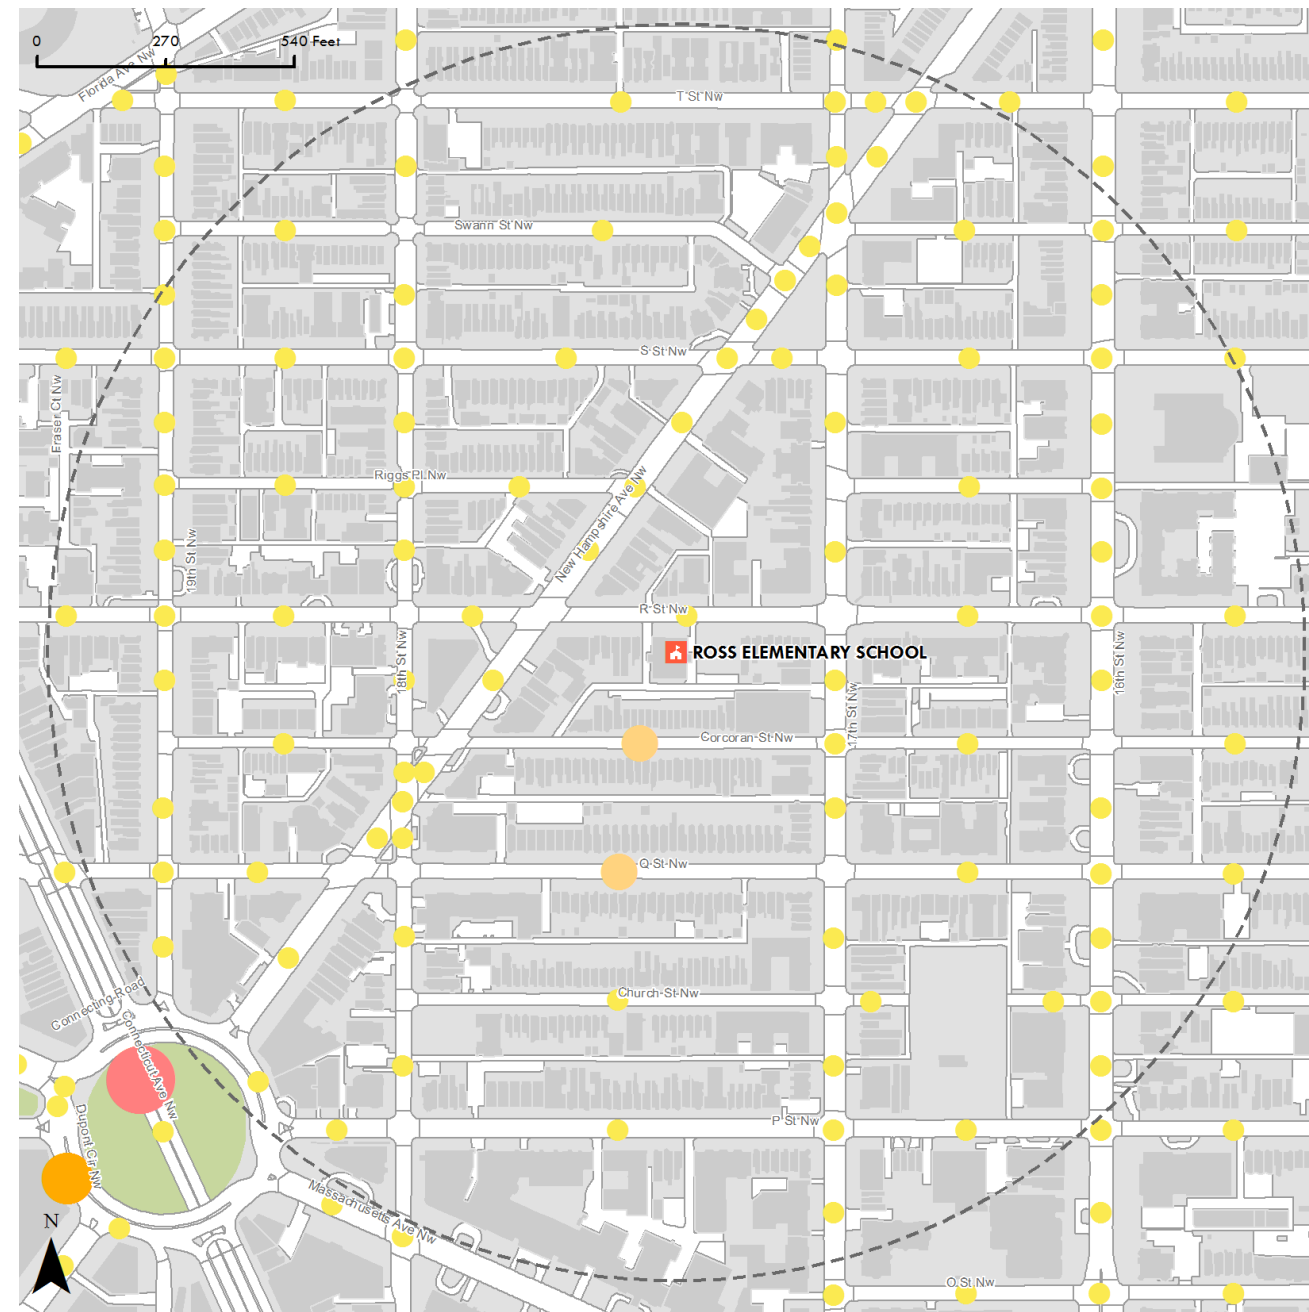 0 270 540 Feet
Florida Ave Nw
T St Nw
Swann St Nw
S St Nw
Fraser Ct Nw
Riggs Pl Nw
New Hampshire Ave Nw
19th St Nw
R St Nw
ROSS ELEMENTARY SCHOOL
18th St Nw
16th St Nw
17th St Nw
Corcoran St Nw
Q St Nw
Connecting Road
Church St Nw
Connecticut Ave Nw
Dupont Cir Nw
P St Nw
Massachusetts Ave Nw
N
O St Nw